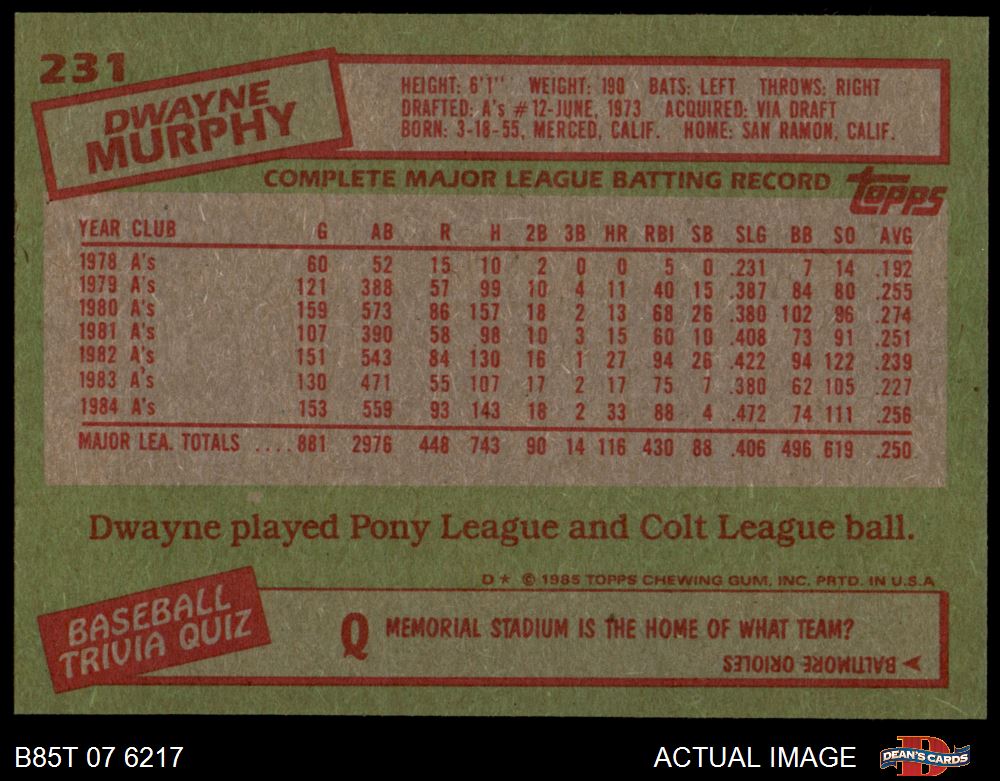 231
DWAYNE
MURPHY
HEIGHT: 6'1" WEIGHT: 190 BATS: LEFT THROWS: RIGHT
DRAFTED: A's #12-JUNE, 1973 ACQUIRED: VIA DRAFT
BORN: 3-18-55, MERCED, CALIF. HOME: SAN RAMON, CALIF.
COMPLETE MAJOR LEAGUE BATTING RECORD topps
YEAR CLUB G AB R H 2B 3B HR RBI SB SLG BB SO AVG
1978 A's 60 52 15 10 2 0 0 5 0 .231 7 14 .192
1979 A's 121 388 57 99 10 4 11 40 15 .387 84 80 .255
1980 A's 159 573 86 157 18 2 13 68 26 .380 102 96 .274
1981 A's 107 390 58 98 10 3 15 60 10 .408 73 91 .251
1982 A's 151 543 84 130 16 1 27 94 26 .422 94 122 .239
1983 A's 130 471 55 107 17 2 17 75 7 .380 62 105 .227
1984 A's 153 559 93 143 18 2 33 88 4 .472 74 111 .256
MAJOR LEA. TOTALS ....881 2976 448 743 90 14 116 430 88 .406 496 619 .250
Dwayne played Pony League and Colt League ball.
D* © 1985 TOPPS CHEWING GUM, INC. PRTD. IN U.S.A
BASEBALL
TRIVIA QUIZ
Q MEMORIAL STADIUM IS THE HOME OF WHAT TEAM?
BALTIMORE ORIOLES
B85T 07 6217 ACTUAL IMAGE DEAN'S CARDS